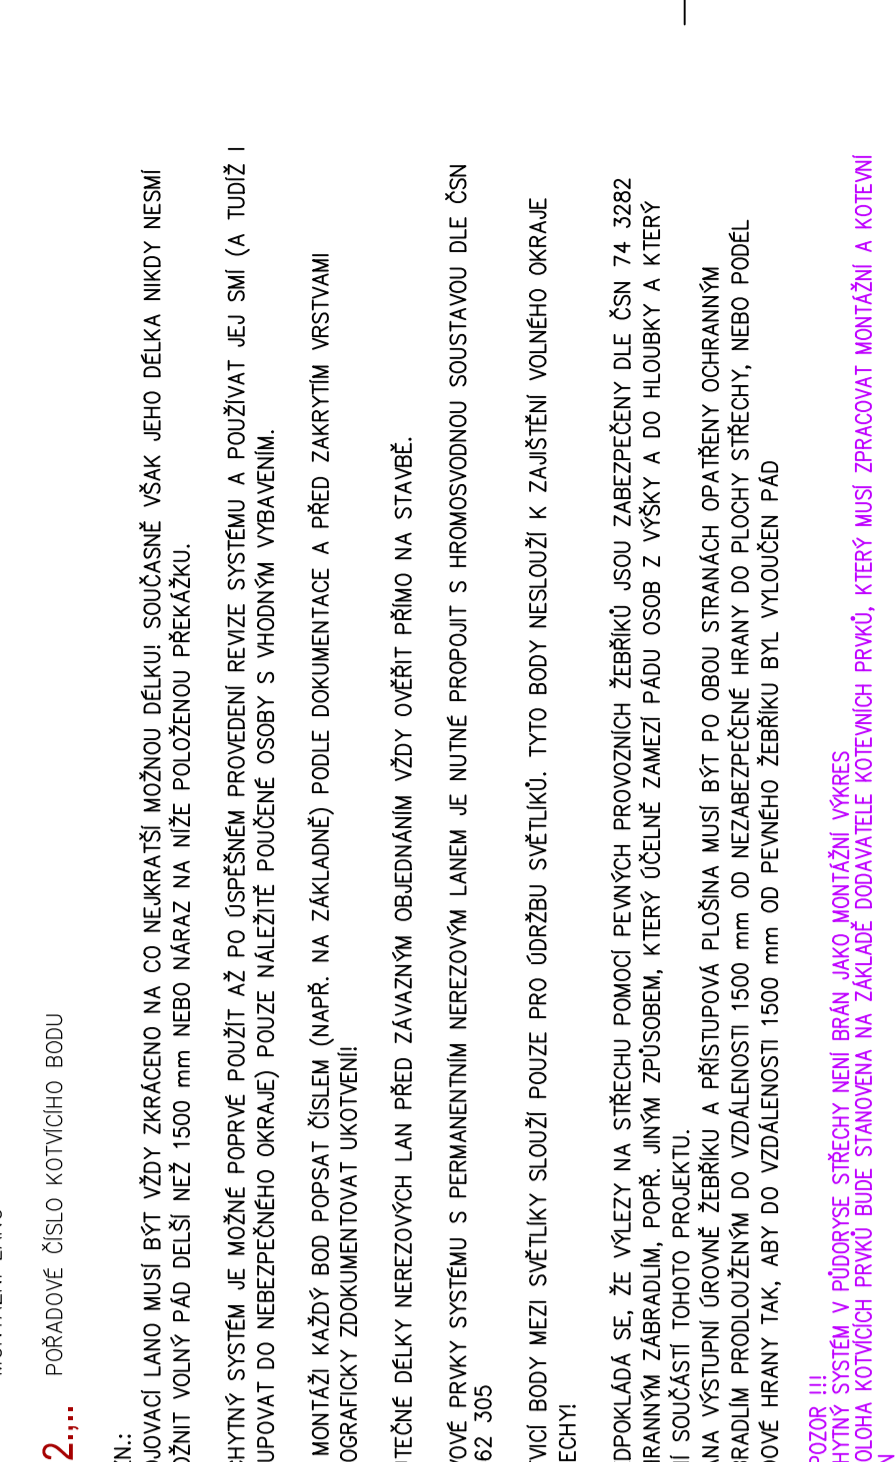 2.,.. POŘADOVÉ ČÍSLO KOTVÍCÍHO BODU
ZN.:
OJOVACÍ LANO MUSÍ BÝT VŽDY ZKRÁCENO NA CO NEJKRATŠÍ MOŽNOU DÉLKU! SOUČASNĚ VŠAK JEHO DÉLKA NIKDY NESMÍ
OŽNIT VOLNÝ PÁD DELŠÍ NEŽ 1500 mm NEBO NÁRAZ NA NÍŽE POLOŽENOU PŘEKÁŽKU.
CHYTNÝ SYSTÉM JE MOŽNÉ POPRVÉ POUŽÍT AŽ PO ÚSPĚŠNÉM PROVEDENÍ REVIZE SYSTÉMU A POUŽÍVAT JEJ SMÍ (A TUDÍŽ I
UPOVAT DO NEBEZPEČNÉHO OKRAJE) POUZE NÁLEŽITĚ POUČENÉ OSOBY S VHODNÝM VYBAVENÍM.
MONTÁŽI KAŽDÝ BOD POPSAT ČÍSLEM (NAPŘ. NA ZÁKLADNĚ) PODLE DOKUMENTACE A PŘED ZAKRYTÍM VRSTVAMI
OGRAFICKY ZDOKUMENTOVAT UKOTVENÍ!
UTEČNÉ DÉLKY NEREZOVÝCH LAN PŘED ZÁVAZNÝM OBJEDNÁNÍM VŽDY OVĚŘIT PŘÍMO NA STAVBĚ.
VOVÉ PRVKY SYSTÉMU S PERMANENTNÍM NEREZOVÝM LANEM JE NUTNÉ PROPOJIT S HROMOSVODNOU SOUSTAVOU DLE ČSN
62 305
TVICÍ BODY MEZI SVĚTLÍKY SLOUŽÍ POUZE PRO ÚDRŽBU SVĚTLÍKŮ. TYTO BODY NESLOUŽÍ K ZAJIŠTĚNÍ VOLNÉHO OKRAJE
ECHY!
DPOKLÁDÁ SE, ŽE VÝLEZY NA STŘECHU POMOCÍ PEVNÝCH PROVOZNÍCH ŽEBŘÍKŮ JSOU ZABEZPEČENY DLE ČSN 74 3282
HRANNÝM ZÁBRADLÍM, POPŘ. JINÝM ZPŮSOBEM, KTERÝ ÚČELNĚ ZAMEZÍ PÁDU OSOB Z VÝŠKY A DO HLOUBKY A KTERÝ
Í SOUČÁSTÍ TOHOTO PROJEKTU.
ANA VÝSTUPNÍ ÚROVNĚ ŽEBŘÍKU A PŘÍSTUPOVÁ PLOŠINA MUSÍ BÝT PO OBOU STRANÁCH OPATŘENY OCHRANNÝM
BRADLÍM PRODLOUŽENÝM DO VZDÁLENOSTI 1500 mm OD NEZABEZPEČENÉ HRANY DO PLOCHY STŘECHY, NEBO PODÉL
DOVÉ HRANY TAK, ABY DO VZDÁLENOSTI 1500 mm OD PEVNÉHO ŽEBŘÍKU BYL VYLOUČEN PÁD
POZOR !!!
CHYTNÝ SYSTÉM V PŮDORYSE STŘECHY NENÍ BRÁN JAKO MONTÁŽNÍ VÝKRES
OLOHA KOTVÍCÍCH PRVKŮ BUDE STANOVENA NA ZÁKLADĚ DODAVATELE KOTEVNÍCH PRVKŮ, KTERÝ MUSÍ ZPRACOVAT MONTÁŽNÍ A KOTEVNÍ